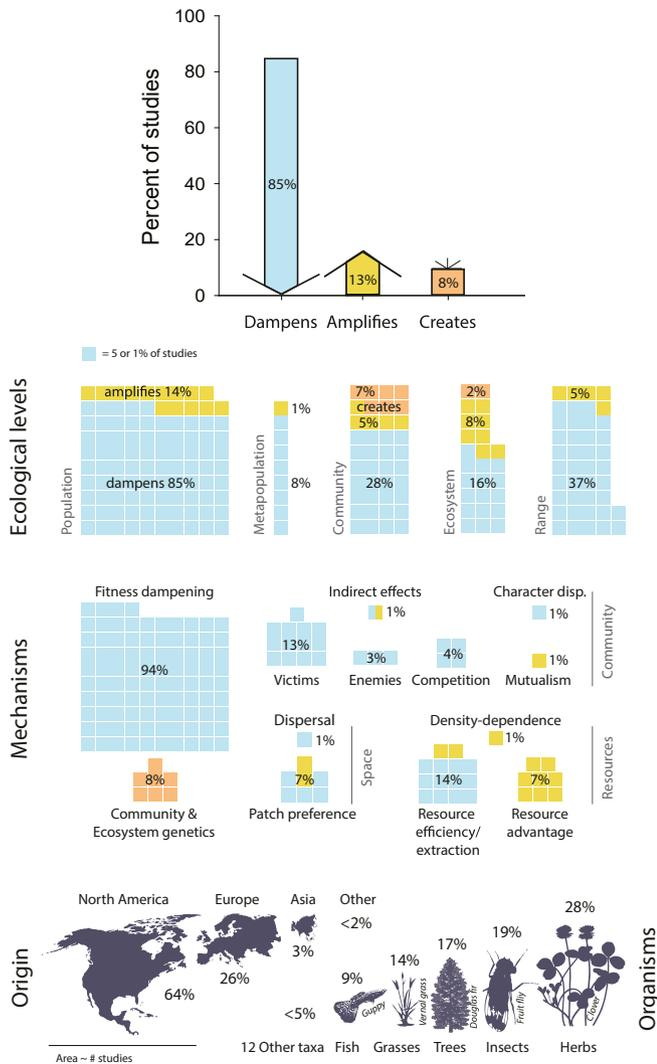 100
80
60
40
20
0
Percent of studies
85%
13%
8%
Dampens Amplifies Creates
= 5 or 1% of studies
Ecological levels
Population
amplifies 14%
dampens 85%
Metapopulation
1%
8%
Community
7%
creates
5%
28%
Ecosystem
2%
8%
16%
Range
5%
37%
Mechanisms
Fitness dampening
94%
8%
Community &
Ecosystem genetics
Indirect effects
1%
13%
Victims
3%
Enemies
4%
Competition
Character disp.
1%
1%
Mutualism
Community
Dispersal
1%
7%
Patch preference
Space
Density-dependence
1%
14%
Resource
efficiency/
extraction
7%
Resource
advantage
Resources
Origin
North America
64%
Europe
26%
Asia
3%
Other
<2%
Area ~ # studies
Organisms
<5%
12 Other taxa
9%
Guppy
Fish
14%
Vernal grass
Grasses
17%
Douglas fir
Trees
19%
Fruit fly
Insects
28%
Clover
Herbs